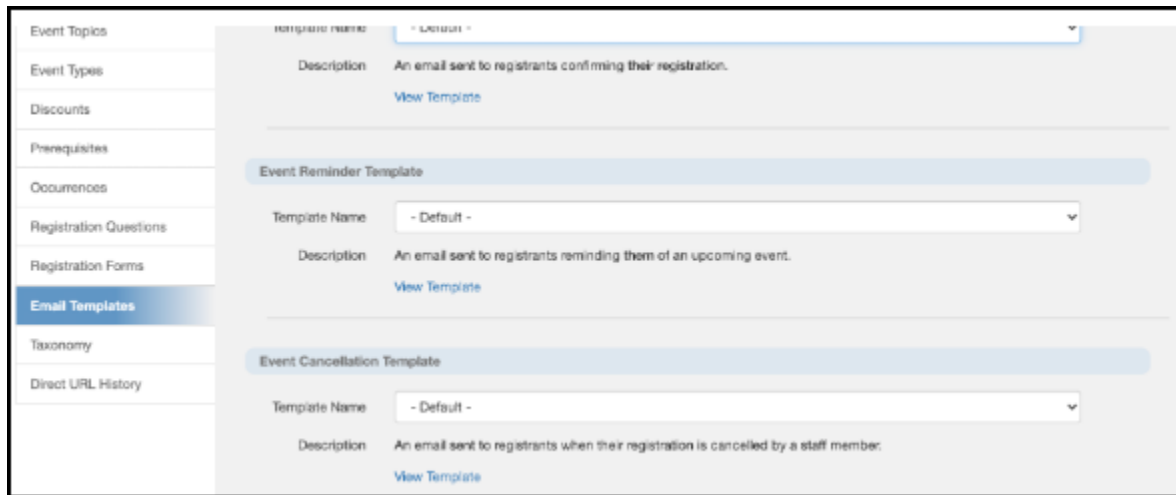 Event Topics
Template Name
- Default -
Event Types
Description
An email sent to registrants confirming their registration.
View Template
Discounts
Prerequisites
Event Reminder Template
Occurrences
Template Name
- Default -
Registration Questions
Description
An email sent to registrants reminding them of an upcoming event.
Registration Forms
View Template
Email Templates
Taxonomy
Event Cancellation Template
Direct URL History
Template Name
- Default -
Description
An email sent to registrants when their registration is cancelled by a staff member.
View Template